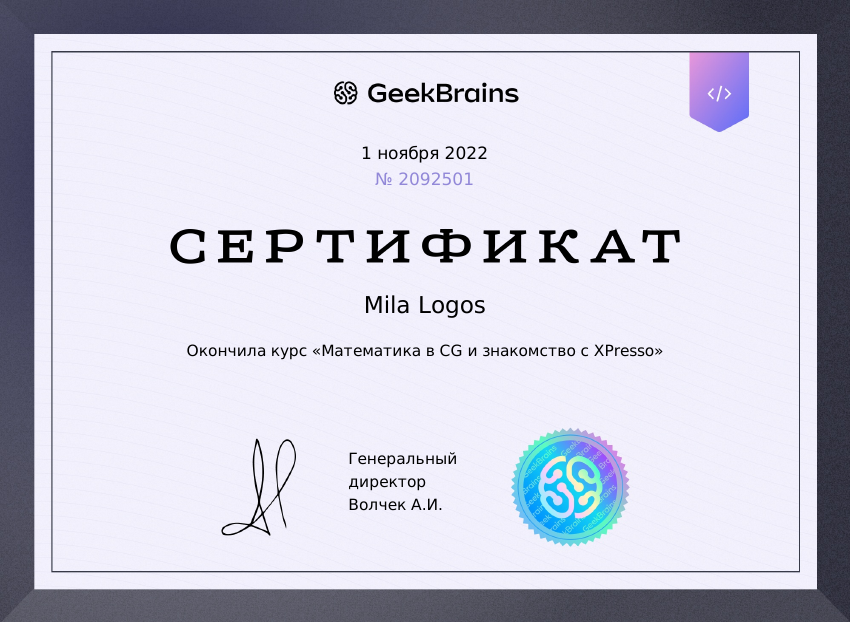 GeekBrains
</>
1 ноября 2022
№ 2092501
СЕРТИФИКАТ
Mila Logos
Окончила курс «Математика в CG и знакомство с XPresso»
Генеральный
директор
Волчек А.И.